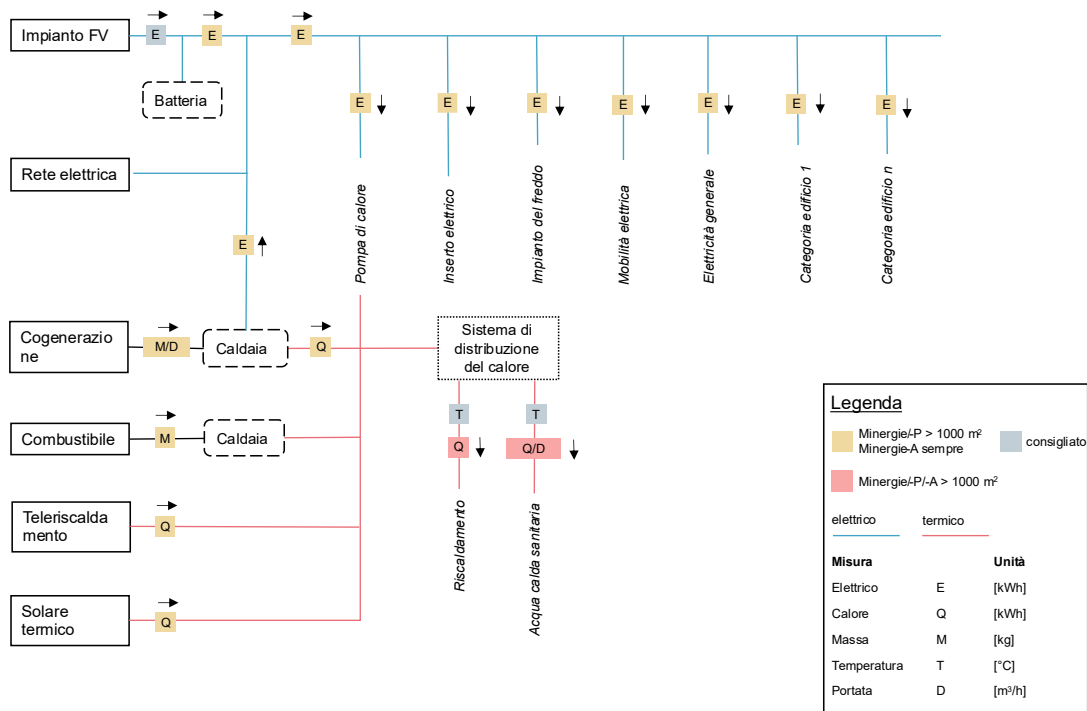 Impianto FV
E
E
E
Batteria
E
E
E
E
E
E
E
Rete elettrica
Pompa di calore
Inserto elettrico
Impianto del freddo
Mobilità elettrica
Elettricità generale
Categoria edificio 1
Categoria edificio n
E
Cogenerazio
ne
M/D
Caldaia
Q
Sistema di
distribuzione
del calore
Combustibile
M
Caldaia
T
T
Q
Q/D
Riscaldamento
Acqua calda sanitaria
Teleriscalda
mento
Q
Solare
termico
Q
Legenda
Minergie/-P > 1000 m²
Minergie-A sempre
consigliato
Minergie/-P/-A > 1000 m²
elettrico termico
Misura Unità
Elettrico E [kWh]
Calore Q [kWh]
Massa M [kg]
Temperatura T [°C]
Portata D [m³/h]